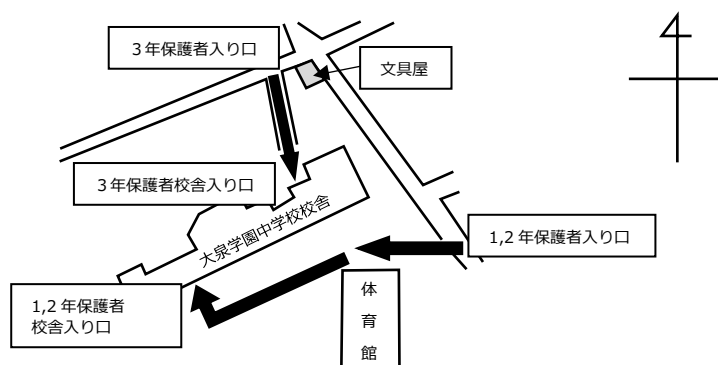 ３年保護者入り口
文具屋
３年保護者校舎入り口
大泉学園中学校校舎
1,2 年保護者入り口
1,2 年保護者
校舎入り口
体
育
館